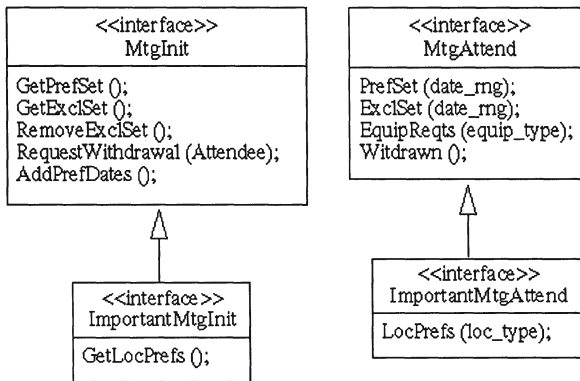 <<interface>>
MtgInit
GetPrefSet ();
GetExclSet ();
RemoveExclSet ();
RequestWithdrawal (Attendee);
AddPrefDates ();
<<interface>>
MtgAttend
PrefSet (date_rng);
ExclSet (date_rng);
EquipReqts (equip_type);
Witdrawn ();
<<interface>>
ImportantMtgInit
GetLocPrefs ();
<<interface>>
ImportantMtgAttend
LocPrefs (loc_type);